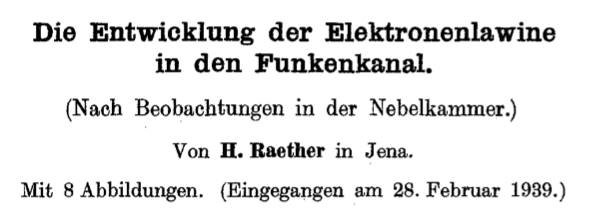 Die Entwicklung der Elektronenlawine
in den Funkenkanal.
(Nach Beobachtungen in der Nebelkammer.)
Von H. Raether in Jena.
Mit 8 Abbildungen. (Eingegangen am 28. Februar 1939.)